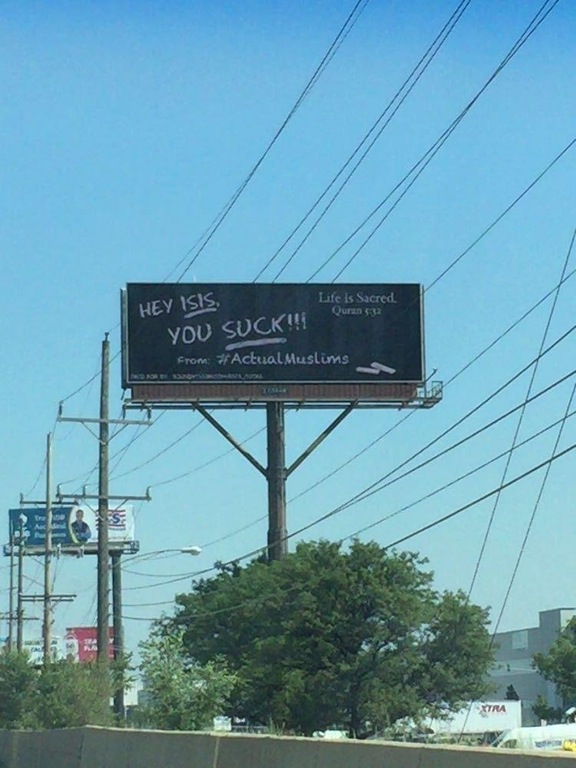 HEY ISIS,
YOU SUCK!!!
From: #ActualMuslims
Life is Sacred.
Quran 5:32
XTRA